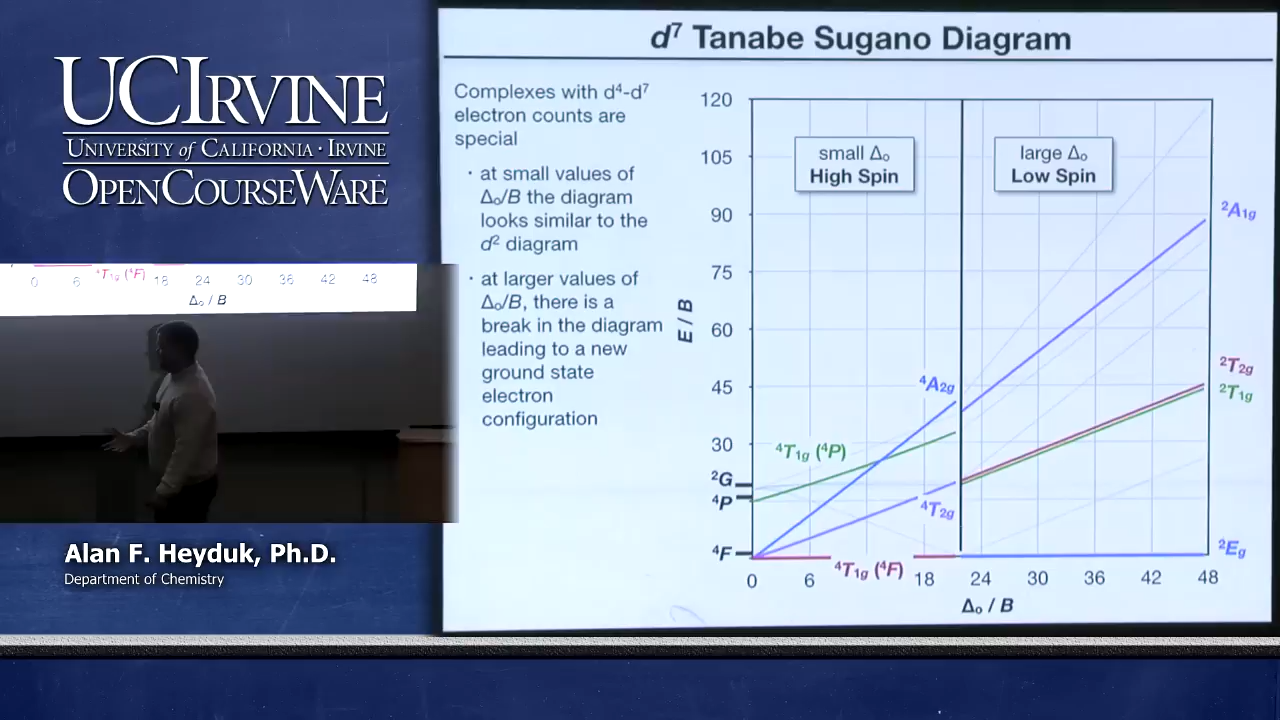 UCIRVINE
UNIVERSITY of CALIFORNIA · IRVINE
OPENCOURSEWARE
⁴T₁g (⁴F)
0 6 18 24 30 36 42 48
Δₒ / B
Alan F. Heyduk, Ph.D.
Department of Chemistry
d⁷ Tanabe Sugano Diagram
Complexes with d⁴-d⁷
electron counts are
special
· at small values of
Δₒ/B the diagram
looks similar to the
d² diagram
· at larger values of
Δₒ/B, there is a
break in the diagram
leading to a new
ground state
electron
configuration
E / B
120
105
90
75
60
45
30
²G
⁴P
⁴F
small Δₒ
High Spin
large Δₒ
Low Spin
²A₁g
²T₂g
²T₁g
²Eg
⁴A₂g
⁴T₁g (⁴P)
⁴T₂g
⁴T₁g (⁴F)
0 6 18 24 30 36 42 48
Δₒ / B